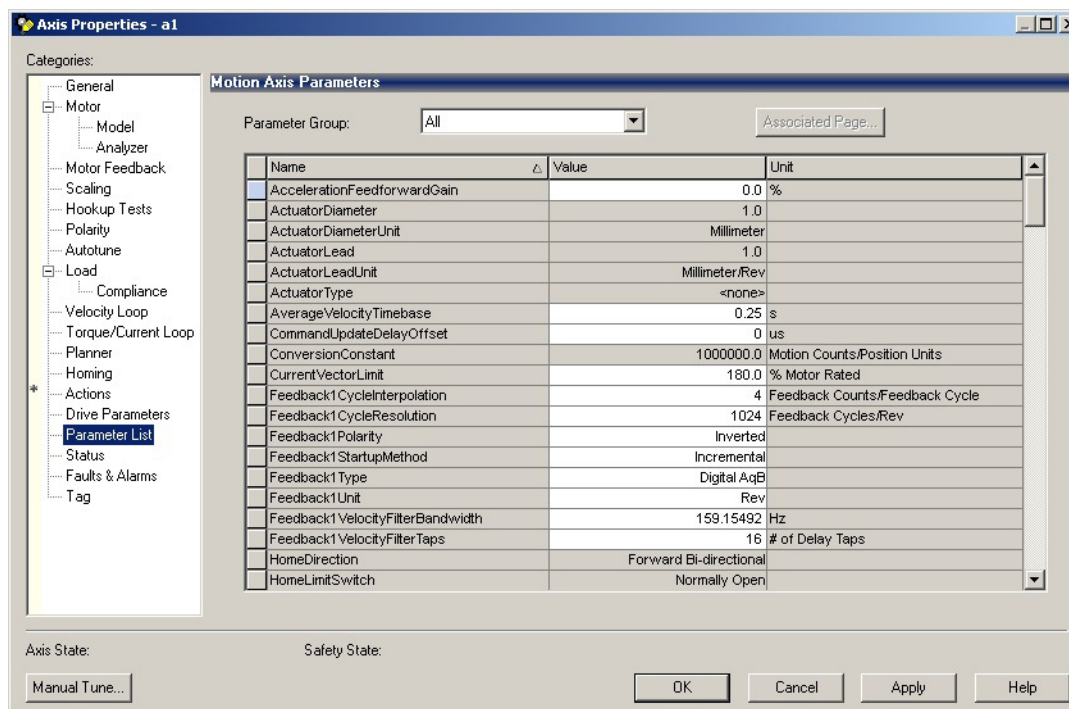 Axis Properties - a1
Categories:
General
Motor
Model
Analyzer
Motor Feedback
Scaling
Hookup Tests
Polarity
Autotune
Load
Compliance
Velocity Loop
Torque/Current Loop
Planner
Homing
* Actions
Drive Parameters
Parameter List
Status
Faults & Alarms
Tag
Motion Axis Parameters
Parameter Group: All Associated Page...
Name Value Unit
AccelerationFeedforwardGain 0.0 %
ActuatorDiameter 1.0
ActuatorDiameterUnit Millimeter
ActuatorLead 1.0
ActuatorLeadUnit Millimeter/Rev
ActuatorType <none>
AverageVelocityTimebase 0.25 s
CommandUpdateDelayOffset 0 us
ConversionConstant 1000000.0 Motion Counts/Position Units
CurrentVectorLimit 180.0 % Motor Rated
Feedback1CycleInterpolation 4 Feedback Counts/Feedback Cycle
Feedback1CycleResolution 1024 Feedback Cycles/Rev
Feedback1Polarity Inverted
Feedback1StartupMethod Incremental
Feedback1Type Digital AqB
Feedback1Unit Rev
Feedback1VelocityFilterBandwidth 159.15492 Hz
Feedback1VelocityFilterTaps 16 # of Delay Taps
HomeDirection Forward Bi-directional
HomeLimitSwitch Normally Open
Axis State: Safety State:
Manual Tune... OK Cancel Apply Help